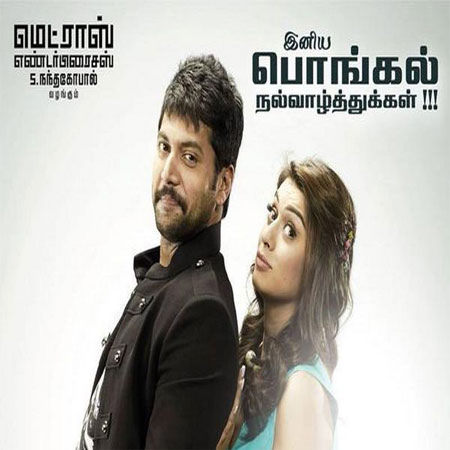 மெட்ராஸ்
எண்டர்பிரைசஸ்
S.நந்தகோபால்
வழங்கும்
இனிய
பொங்கல்
நல்வாழ்த்துக்கள் !!!